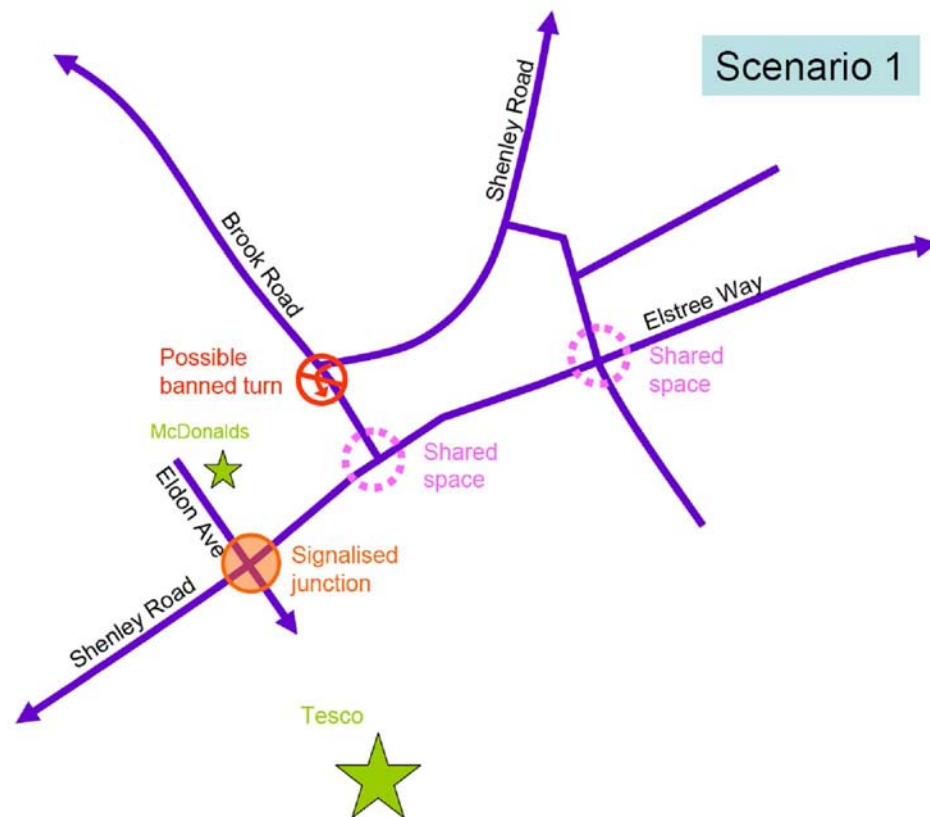 Scenario 1
Shenley Road
Brook Road
Elstree Way
Possible
banned turn
Shared
space
McDonalds
Shared
space
Eldon Ave
Signalised
junction
Shenley Road
Tesco